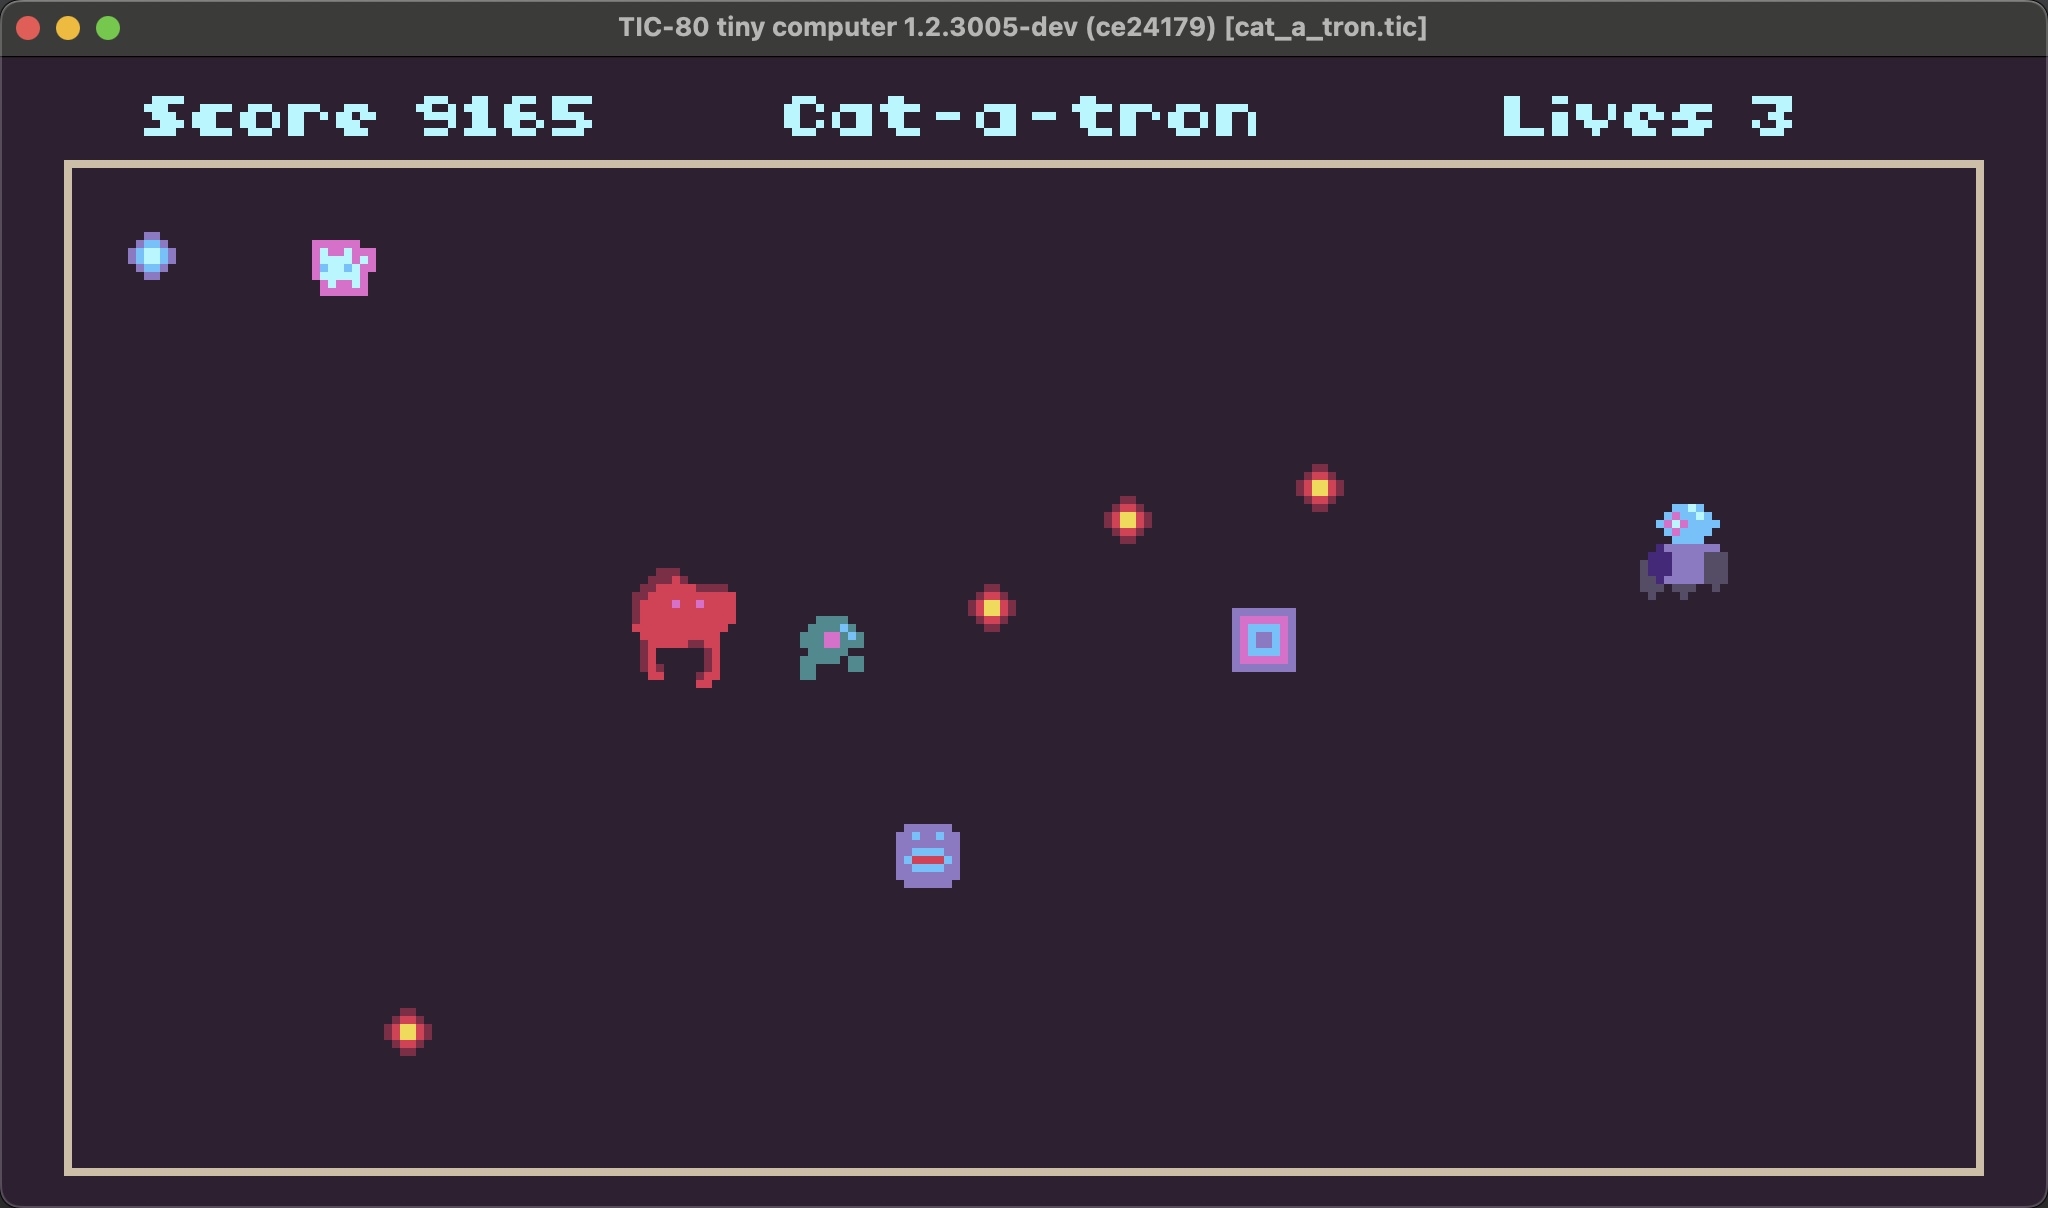 TIC-80 tiny computer 1.2.3005-dev (ce24179) [cat_a_tron.tic]
Score 9165 Cat-a-tron Lives 3